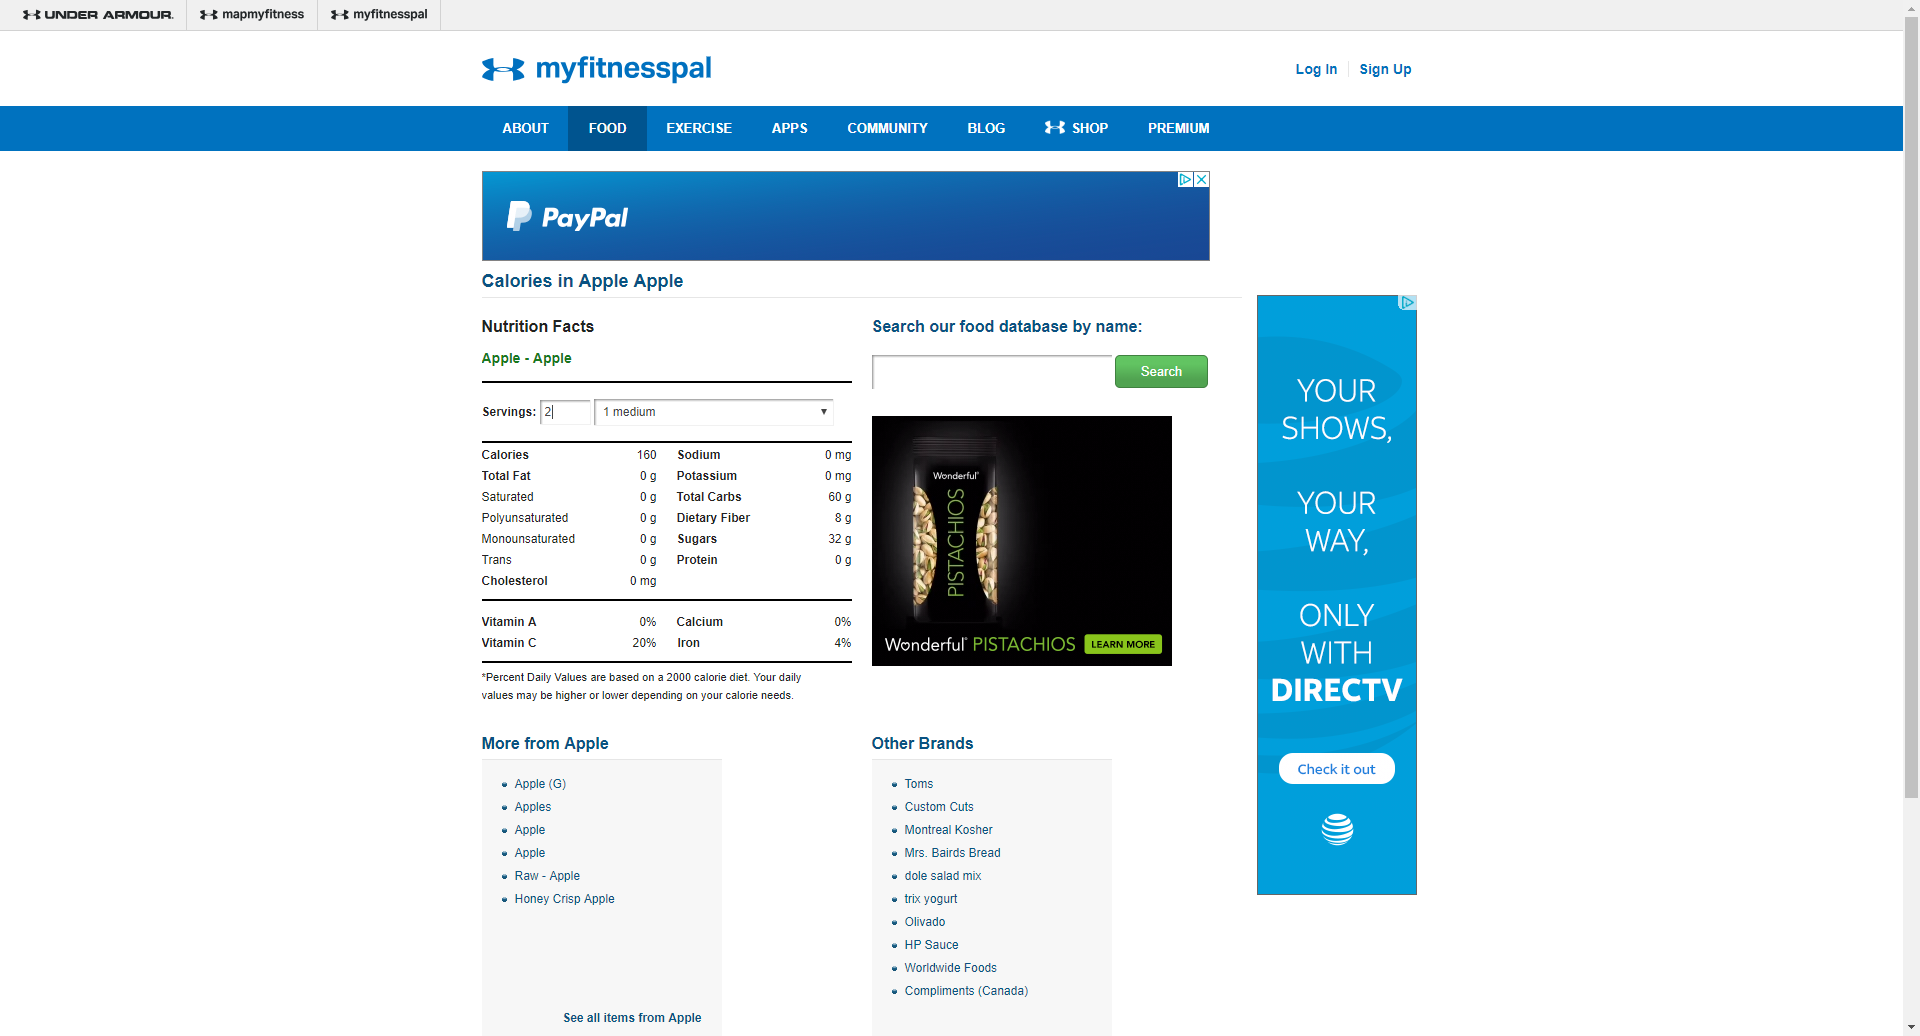 UNDER ARMOUR
mapmyfitness
myfitnesspal
myfitnesspal
Log In
Sign Up
ABOUT
FOOD
EXERCISE
APPS
COMMUNITY
BLOG
SHOP
PREMIUM
PayPal
Calories in Apple Apple
Nutrition Facts
Apple - Apple
Servings: 2 1 medium
Calories 160 Sodium 0 mg
Total Fat 0 g Potassium 0 mg
Saturated 0 g Total Carbs 60 g
Polyunsaturated 0 g Dietary Fiber 8 g
Monounsaturated 0 g Sugars 32 g
Trans 0 g Protein 0 g
Cholesterol 0 mg
Vitamin A 0% Calcium 0%
Vitamin C 20% Iron 4%
*Percent Daily Values are based on a 2000 calorie diet. Your daily
values may be higher or lower depending on your calorie needs.
Search our food database by name:
Search
Wonderful
PISTACHIOS
Wonderful PISTACHIOS LEARN MORE
YOUR
SHOWS,
YOUR
WAY,
ONLY
WITH
DIRECTV
Check it out
More from Apple
Apple (G)
Apples
Apple
Apple
Raw - Apple
Honey Crisp Apple
See all items from Apple
Other Brands
Toms
Custom Cuts
Montreal Kosher
Mrs. Bairds Bread
dole salad mix
trix yogurt
Olivado
HP Sauce
Worldwide Foods
Compliments (Canada)